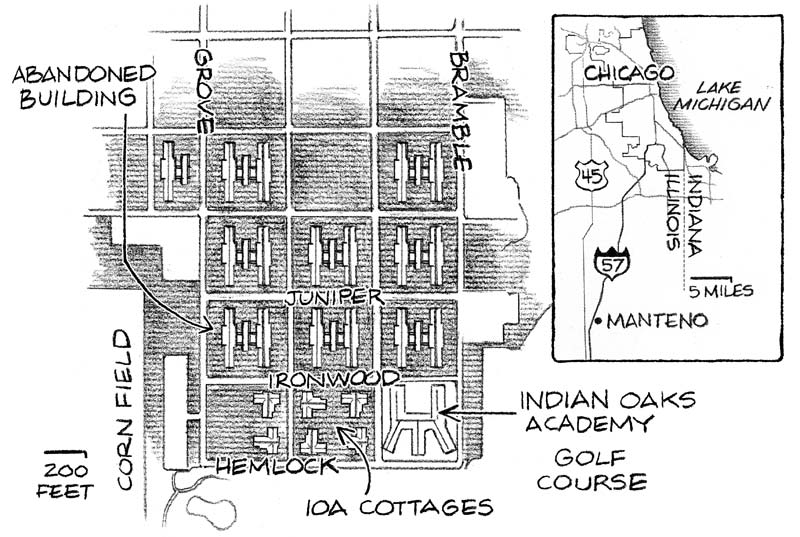 ABANDONED
BUILDING
GROVE
BRAMBLE
JUNIPER
IRONWOOD
HEMLOCK
CORN FIELD
200
FEET
INDIAN OAKS
ACADEMY
GOLF
COURSE
IOA COTTAGES
CHICAGO
LAKE
MICHIGAN
45
INDIANA
ILLINOIS
57
5 MILES
MANTENO